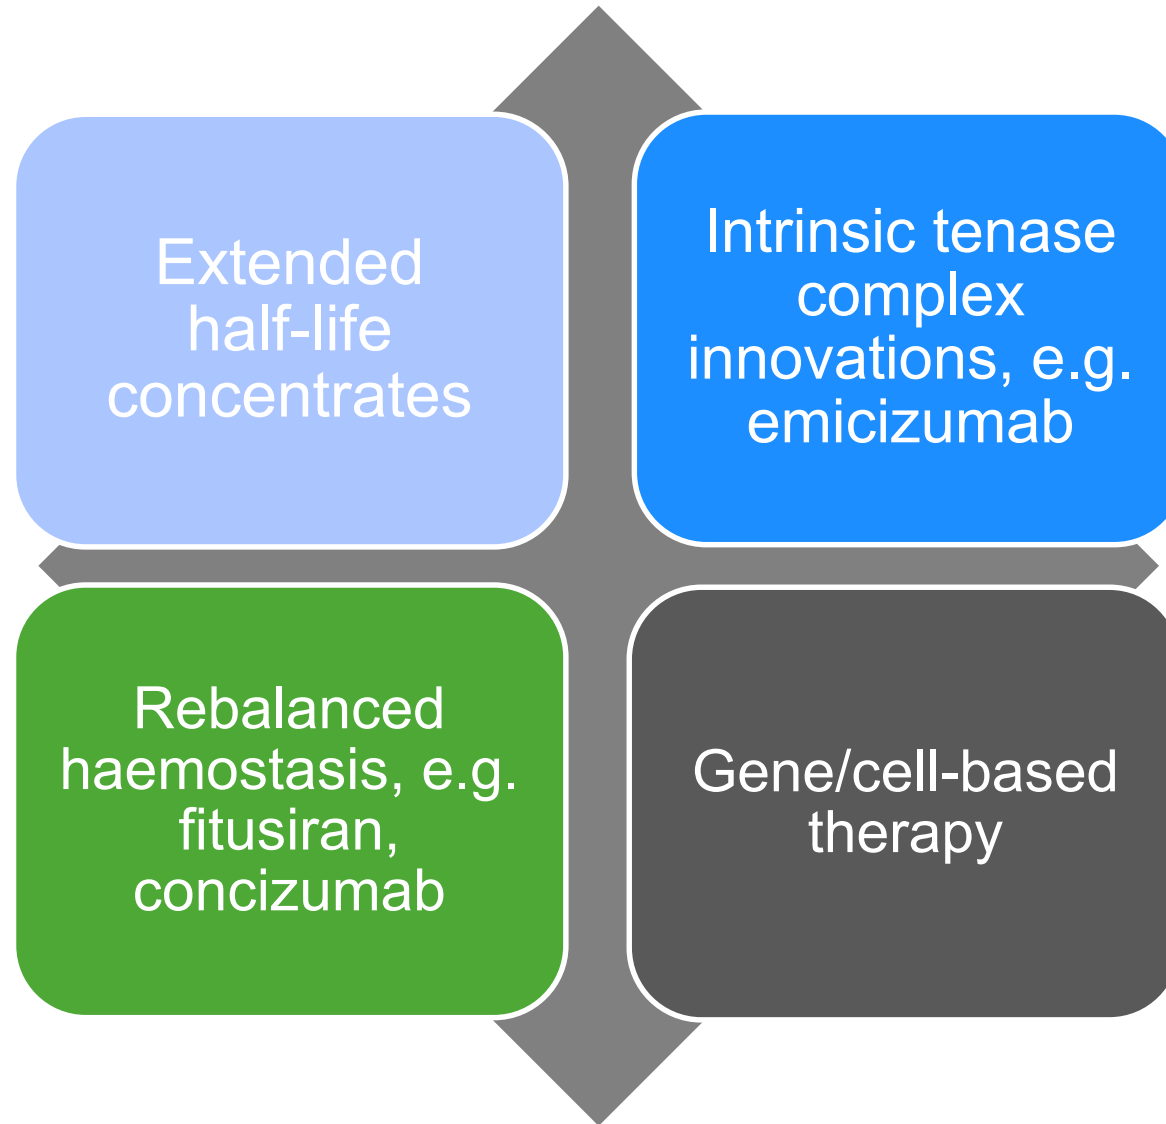 Extended
half-life
concentrates
Intrinsic tenase
complex
innovations, e.g.
emicizumab
Rebalanced
haemostasis, e.g.
fitusiran,
concizumab
Gene/cell-based
therapy